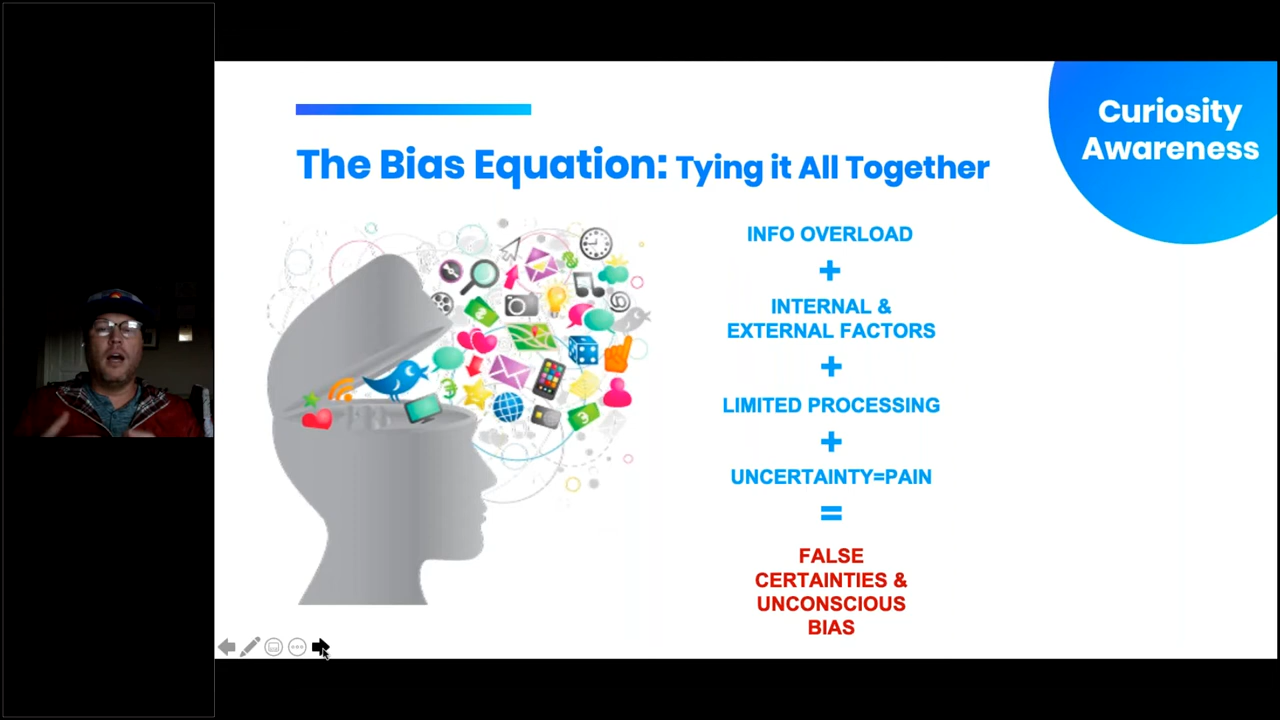 Curiosity
Awareness
The Bias Equation: Tying it All Together
INFO OVERLOAD
+
INTERNAL &
EXTERNAL FACTORS
+
LIMITED PROCESSING
+
UNCERTAINTY=PAIN
=
FALSE
CERTAINTIES &
UNCONSCIOUS
BIAS